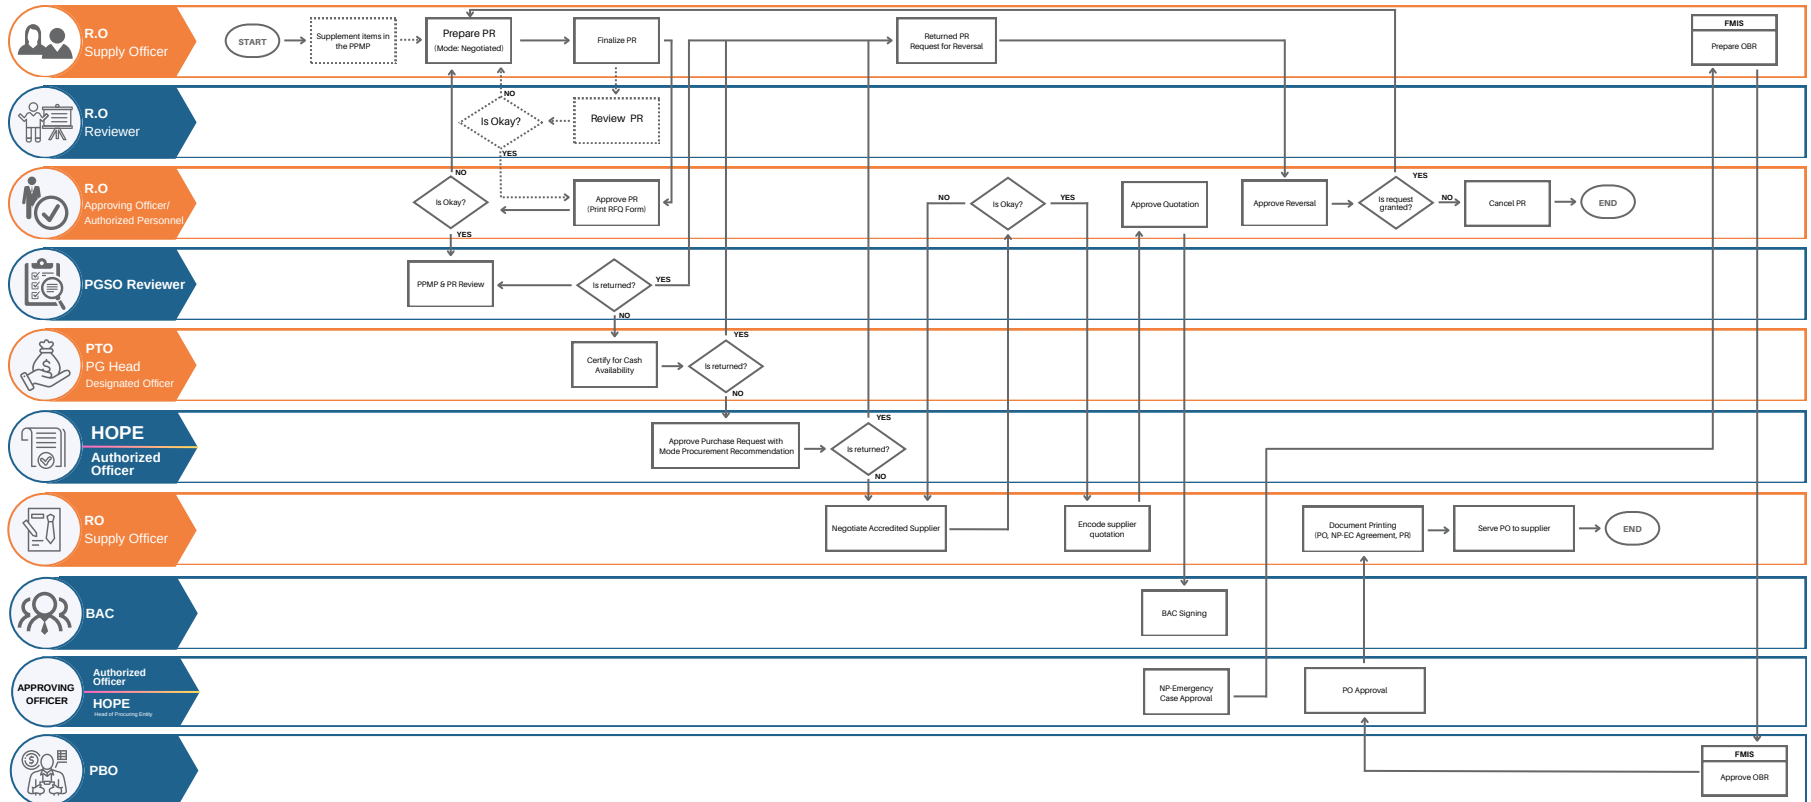 R.O
Supply Officer
START
Supplement items in
the PPMP
Prepare PR
(Mode: Negotiated)
Finalize PR
Returned PR
Request for Reversal
FMIS
Prepare OBR
R.O
Reviewer
NO
Is Okay?
YES
Review PR
R.O
Approving Officer/
Authorized Personnel
NO
Is Okay?
YES
Approve PR
(Print RFQ Form)
NO
Is Okay?
YES
Approve Quotation
Approve Reversal
YES
Is request
granted?
NO
Cancel PR
END
PGSO Reviewer
PPMP & PR Review
Is returned?
YES
NO
PTO
PG Head
Designated Officer
Certify for Cash
Availability
YES
Is returned?
NO
HOPE
Authorized
Officer
Approve Purchase Request with
Mode Procurement Recommendation
YES
Is returned?
NO
RO
Supply Officer
Negotiate Accredited Supplier
Encode supplier
quotation
Document Printing
(PO, NP-EC Agreement, PR)
Serve PO to supplier
END
BAC
BAC Signing
APPROVING
OFFICER
Authorized
Officer
HOPE
Head of Procuring Entity
NP-Emergency
Case Approval
PO Approval
PBO
FMIS
Approve OBR